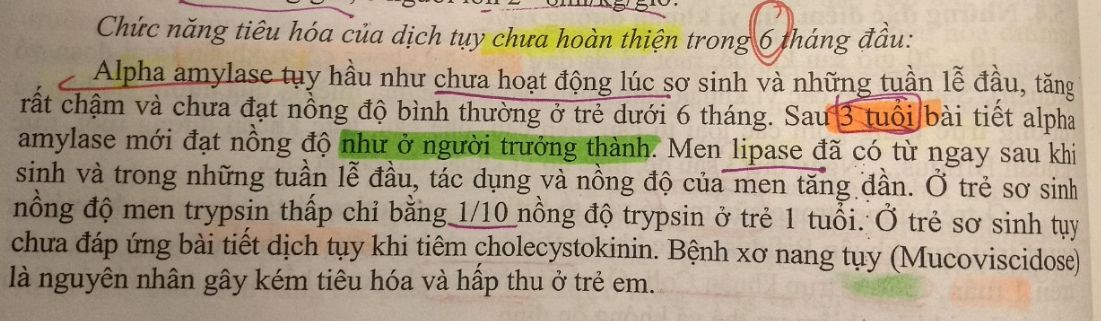 Chức năng tiêu hóa của dịch tụy chưa hoàn thiện trong 6 tháng đầu:
Alpha amylase tụy hầu như chưa hoạt động lúc sơ sinh và những tuần lễ đầu, tăng
rất chậm và chưa đạt nồng độ bình thường ở trẻ dưới 6 tháng. Sau 3 tuổi bài tiết alpha
amylase mới đạt nồng độ như ở người trưởng thành. Men lipase đã có từ ngay sau khi
sinh và trong những tuần lễ đầu, tác dụng và nồng độ của men tăng dần. Ở trẻ sơ sinh
nồng độ men trypsin thấp chỉ bằng 1/10 nồng độ trypsin ở trẻ 1 tuổi. Ở trẻ sơ sinh tụy
chưa đáp ứng bài tiết dịch tụy khi tiêm cholecystokinin. Bệnh xơ nang tụy (Mucoviscidose)
là nguyên nhân gây kém tiêu hóa và hấp thu ở trẻ em.